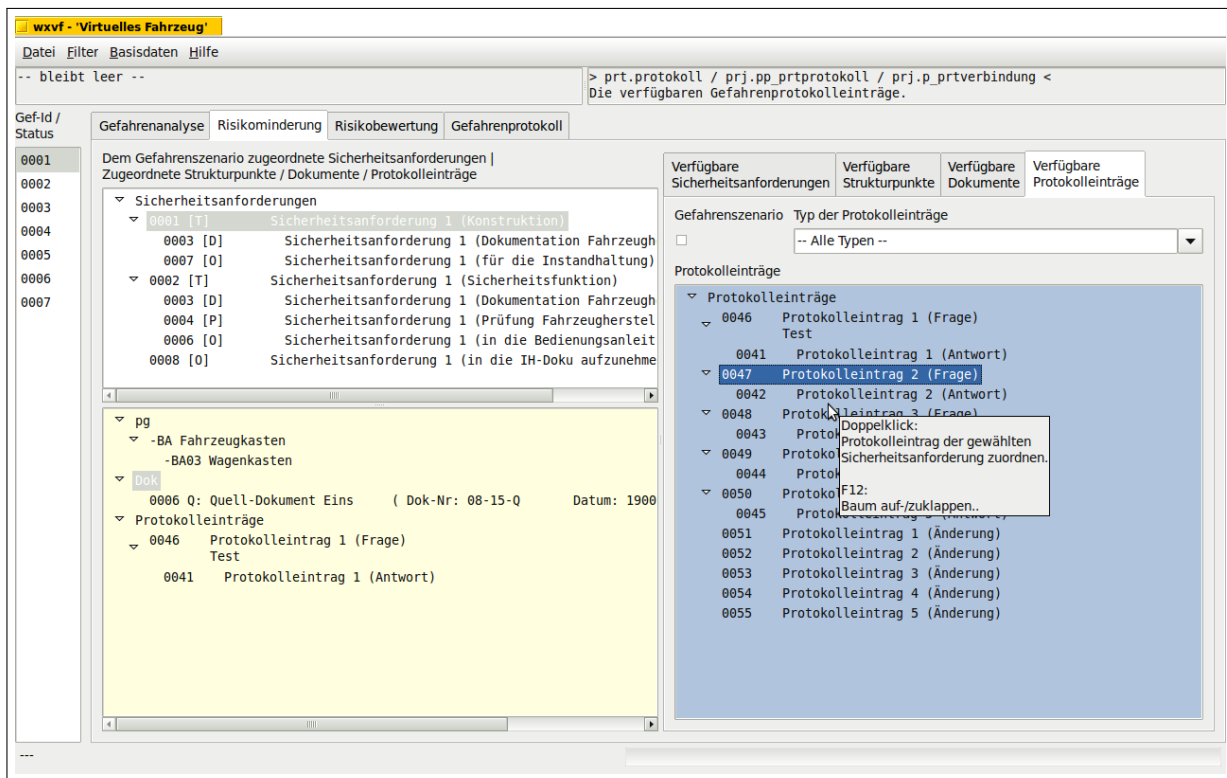 wxvf - 'Virtuelles Fahrzeug'
Datei Filter Basisdaten Hilfe
-- bleibt leer --
> prt.protokoll / prj.pp_prtprotokoll / prj.p_prtverbindung <
Die verfügbaren Gefahrenprotokolleinträge.
Gef-Id /
Status
0001
0002
0003
0004
0005
0006
0007
Gefahrenanalyse Risikominderung Risikobewertung Gefahrenprotokoll
Dem Gefahrenszenario zugeordnete Sicherheitsanforderungen |
Zugeordnete Strukturpunkte / Dokumente / Protokolleinträge
Sicherheitsanforderungen
0001 [T] Sicherheitsanforderung 1 (Konstruktion)
0003 [D] Sicherheitsanforderung 1 (Dokumentation Fahrzeugh
0007 [O] Sicherheitsanforderung 1 (für die Instandhaltung)
0002 [T] Sicherheitsanforderung 1 (Sicherheitsfunktion)
0003 [D] Sicherheitsanforderung 1 (Dokumentation Fahrzeugh
0004 [P] Sicherheitsanforderung 1 (Prüfung Fahrzeugherstel
0006 [O] Sicherheitsanforderung 1 (in die Bedienungsanleit
0008 [O] Sicherheitsanforderung 1 (in die IH-Doku aufzunehme
pg
-BA Fahrzeugkasten
-BA03 Wagenkasten
Dok
0006 Q: Quell-Dokument Eins ( Dok-Nr: 08-15-Q Datum: 1900
Protokolleinträge
0046 Protokolleintrag 1 (Frage)
Test
0041 Protokolleintrag 1 (Antwort)
Verfügbare
Sicherheitsanforderungen
Verfügbare
Strukturpunkte
Verfügbare
Dokumente
Verfügbare
Protokolleinträge
Gefahrenszenario Typ der Protokolleinträge
-- Alle Typen --
Protokolleinträge
Protokolleinträge
0046 Protokolleintrag 1 (Frage)
Test
0041 Protokolleintrag 1 (Antwort)
0047 Protokolleintrag 2 (Frage)
0042 Protokolleintrag 2 (Antwort)
0048 Protokolleintrag 3 (Frage)
0043
0049
0044
0050
0045
0051 Protokolleintrag 1 (Änderung)
0052 Protokolleintrag 2 (Änderung)
0053 Protokolleintrag 3 (Änderung)
0054 Protokolleintrag 4 (Änderung)
0055 Protokolleintrag 5 (Änderung)
Doppelklick:
Protokolleintrag der gewählten
Sicherheitsanforderung zuordnen.
F12:
Baum auf-/zuklappen..
---